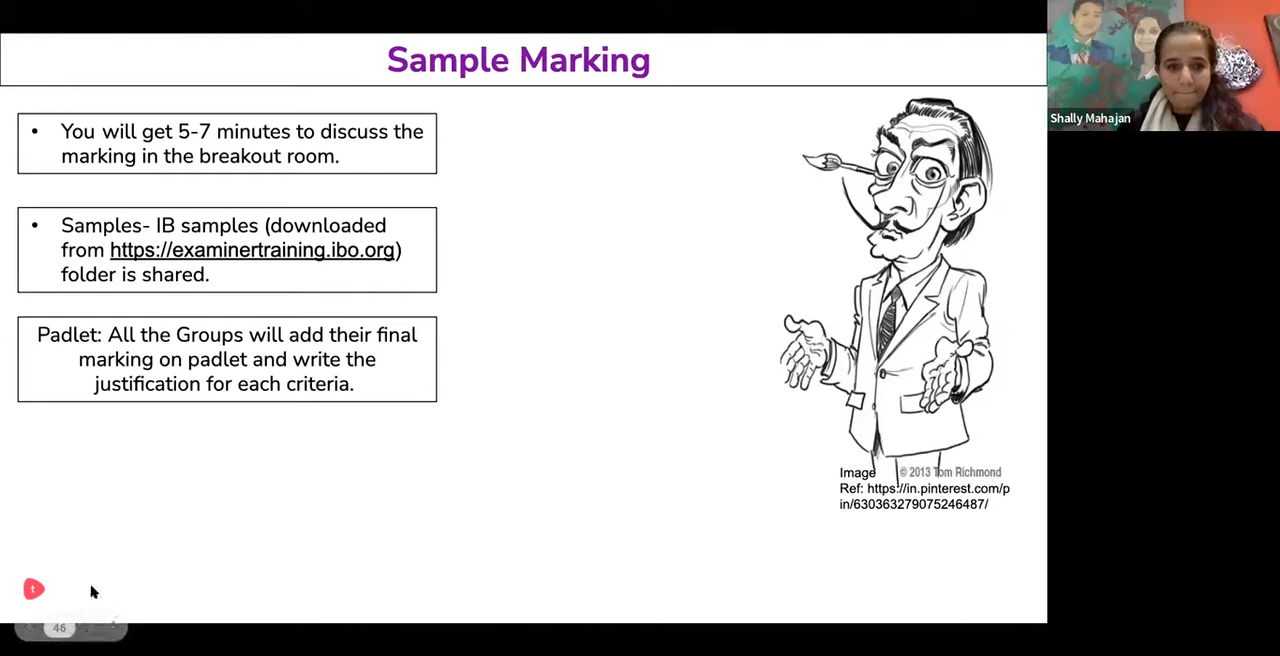 Sample Marking
Shally Mahajan
• You will get 5-7 minutes to discuss the
marking in the breakout room.
• Samples- IB samples (downloaded
from https://examinertraining.ibo.org)
folder is shared.
Padlet: All the Groups will add their final
marking on padlet and write the
justification for each criteria.
Image © 2013 Tom Richmond
Ref: https://in.pinterest.com/p
in/630363279075246487/
t
46